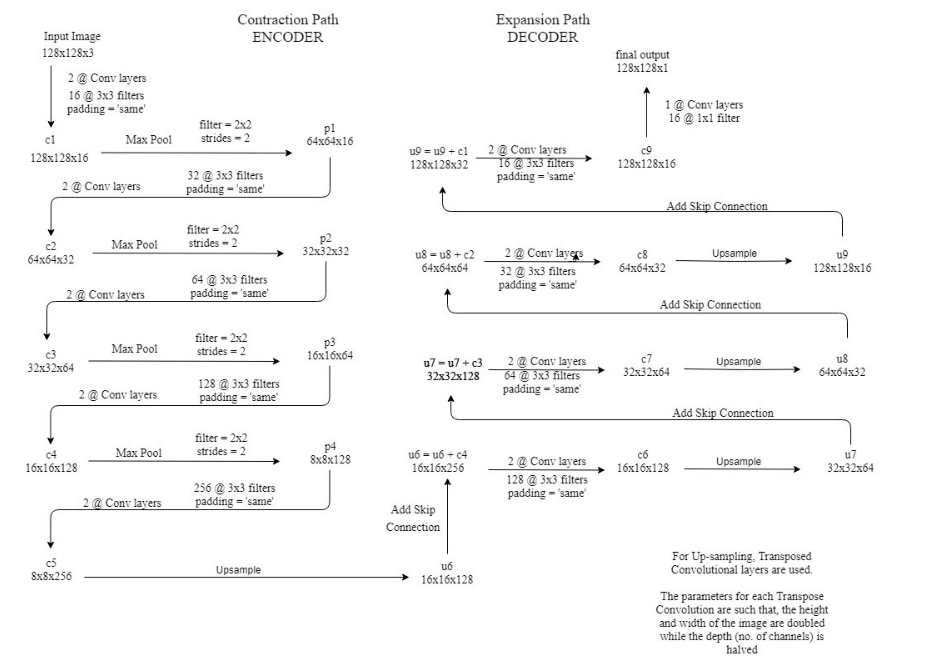 Contraction Path
ENCODER
Expansion Path
DECODER
Input Image
128x128x3
2 @ Conv layers
16 @ 3x3 filters
padding = 'same'
c1
128x128x16
Max Pool
filter = 2x2
strides = 2
p1
64x64x16
2 @ Conv layers
32 @ 3x3 filters
padding = 'same'
c2
64x64x32
Max Pool
filter = 2x2
strides = 2
p2
32x32x32
2 @ Conv layers
64 @ 3x3 filters
padding = 'same'
c3
32x32x64
Max Pool
filter = 2x2
strides = 2
p3
16x16x64
2 @ Conv layers
128 @ 3x3 filters
padding = 'same'
c4
16x16x128
Max Pool
filter = 2x2
strides = 2
p4
8x8x128
2 @ Conv layers
256 @ 3x3 filters
padding = 'same'
c5
8x8x256
Upsample
u6
16x16x128
Add Skip
Connection
u6 = u6 + c4
16x16x256
2 @ Conv layers
128 @ 3x3 filters
padding = 'same'
c6
16x16x128
Upsample
u7
32x32x64
Add Skip Connection
u7 = u7 + c3
32x32x128
2 @ Conv layers
64 @ 3x3 filters
padding = 'same'
c7
32x32x64
Upsample
u8
64x64x32
Add Skip Connection
u8 = u8 + c2
64x64x64
2 @ Conv layers
32 @ 3x3 filters
padding = 'same'
c8
64x64x32
Upsample
u9
128x128x16
Add Skip Connection
u9 = u9 + c1
128x128x32
2 @ Conv layers
16 @ 3x3 filters
padding = 'same'
c9
128x128x16
1 @ Conv layers
16 @ 1x1 filter
final output
128x128x1
For Up-sampling, Transposed
Convolutional layers are used.
The parameters for each Transpose
Convolution are such that, the height
and width of the image are doubled
while the depth (no. of channels) is
halved